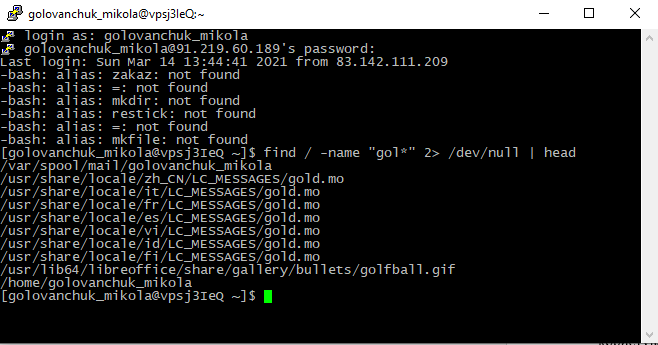 golovanchuk_mikola@vpsj3IeQ:~
login as: golovanchuk_mikola
golovanchuk_mikola@91.219.60.189's password:
Last login: Sun Mar 14 13:44:41 2021 from 83.142.111.209
-bash: alias: zakaz: not found
-bash: alias: =: not found
-bash: alias: mkdir: not found
-bash: alias: restick: not found
-bash: alias: =: not found
-bash: alias: mkfile: not found
[golovanchuk_mikola@vpsj3IeQ ~]$ find / -name "gol*" 2> /dev/null | head
/var/spool/mail/golovanchuk_mikola
/usr/share/locale/zh_CN/LC_MESSAGES/gold.mo
/usr/share/locale/it/LC_MESSAGES/gold.mo
/usr/share/locale/fr/LC_MESSAGES/gold.mo
/usr/share/locale/es/LC_MESSAGES/gold.mo
/usr/share/locale/vi/LC_MESSAGES/gold.mo
/usr/share/locale/id/LC_MESSAGES/gold.mo
/usr/share/locale/fi/LC_MESSAGES/gold.mo
/usr/lib64/libreoffice/share/gallery/bullets/golfball.gif
/home/golovanchuk_mikola
[golovanchuk_mikola@vpsj3IeQ ~]$